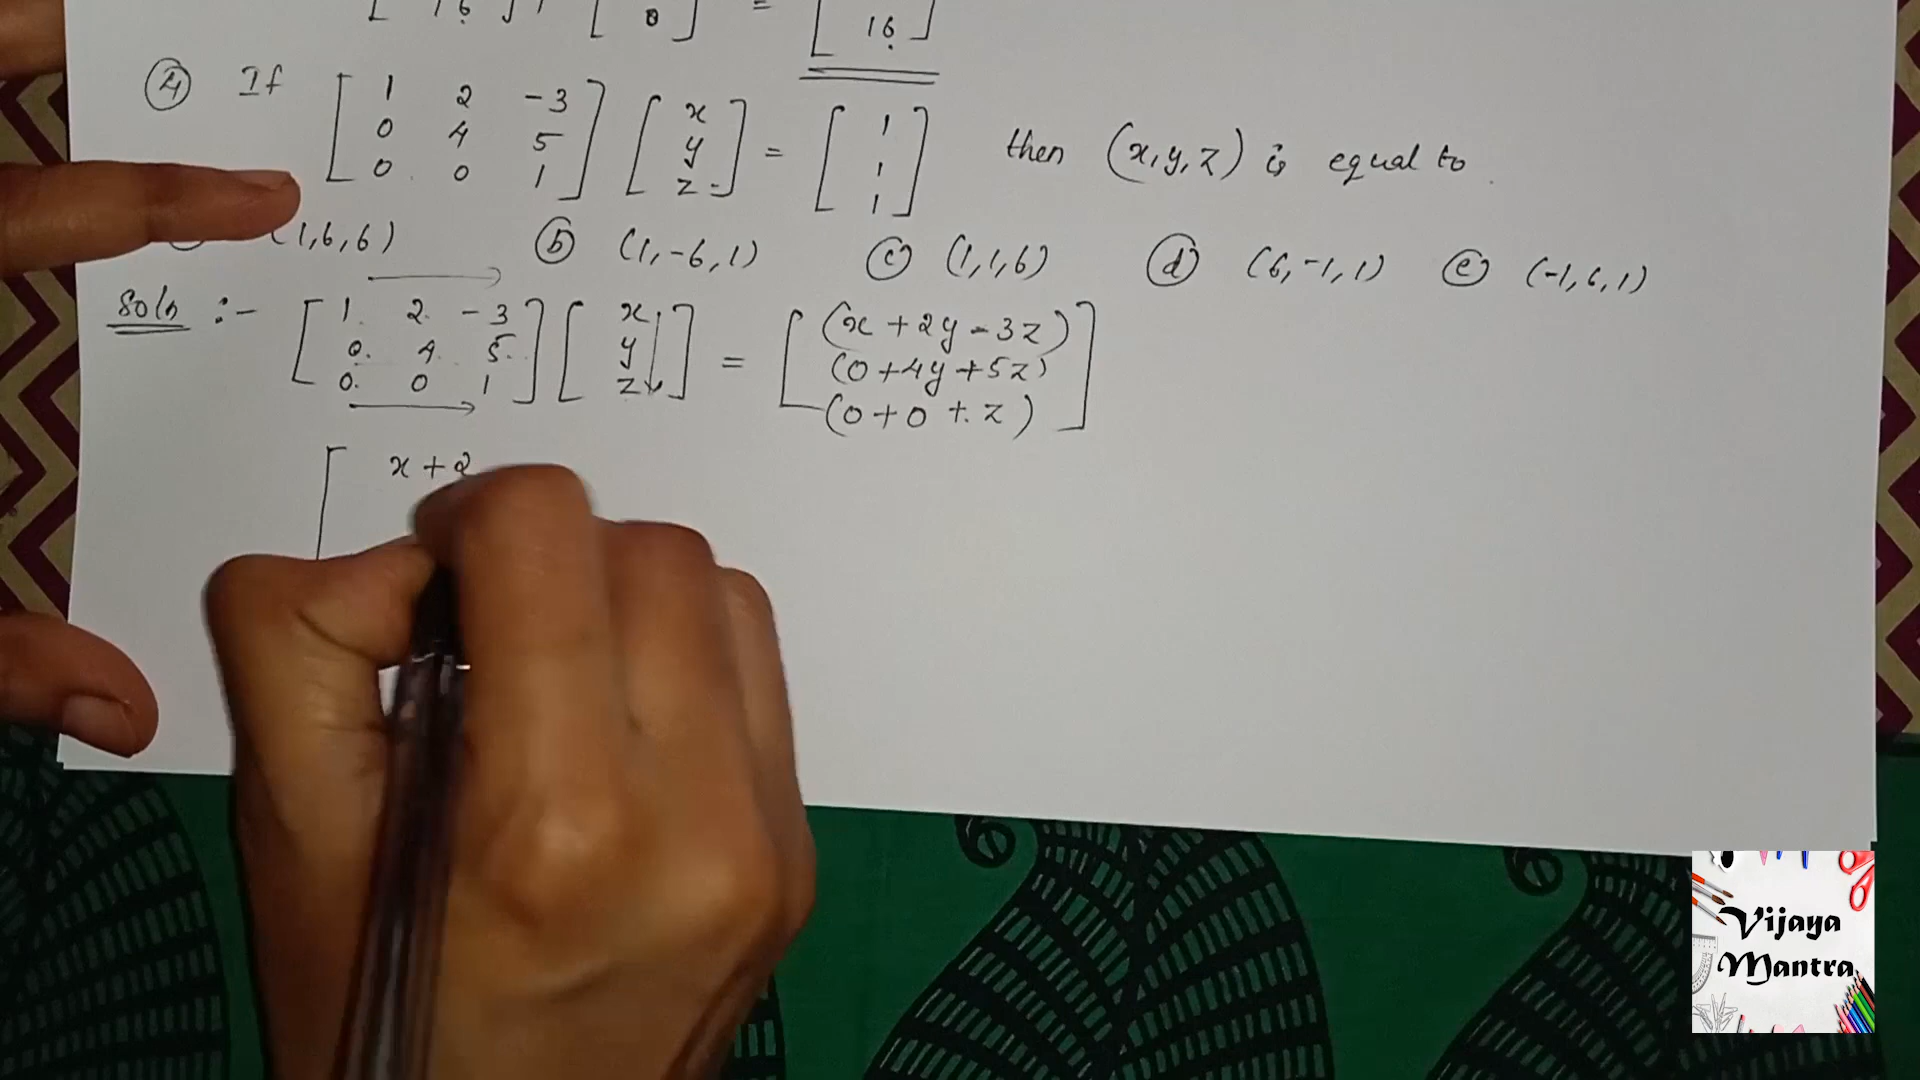 16 0 = 16
④ If [ 1 2 -3 ] [ x ] = [ 1 ] then (x,y,z) is equal to
0 4 5 y 1
0 0 1 z 1
(1,6,6) ⓑ (1,-6,1) ⓒ (1,1,6) ⓓ (6,-1,1) ⓔ (-1,6,1)
Soln :- [ 1 2 -3 ] [ x ] = [ (x+2y-3z) ]
0 4 5 y (0+4y+5z)
0 0 1 z (0+0+z)
[ x+2
Vijaya
Mantra